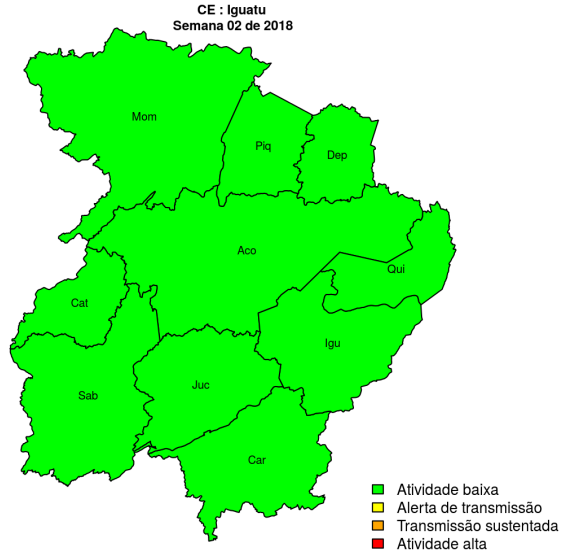 CE : Iguatu
Semana 02 de 2018
Mom
Piq
Dep
Aco
Qui
Cat
Igu
Juc
Sab
Car
Atividade baixa
Alerta de transmissão
Transmissão sustentada
Atividade alta